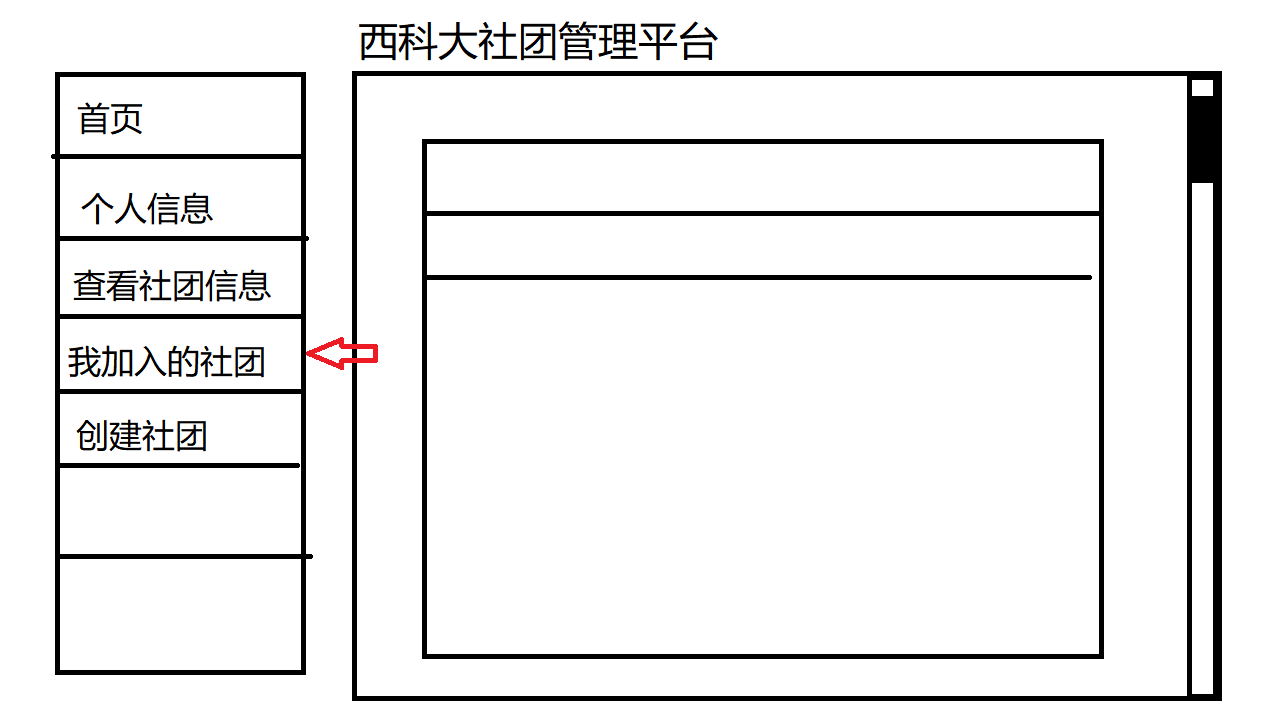 西科大社团管理平台
首页
个人信息
查看社团信息
我加入的社团
创建社团